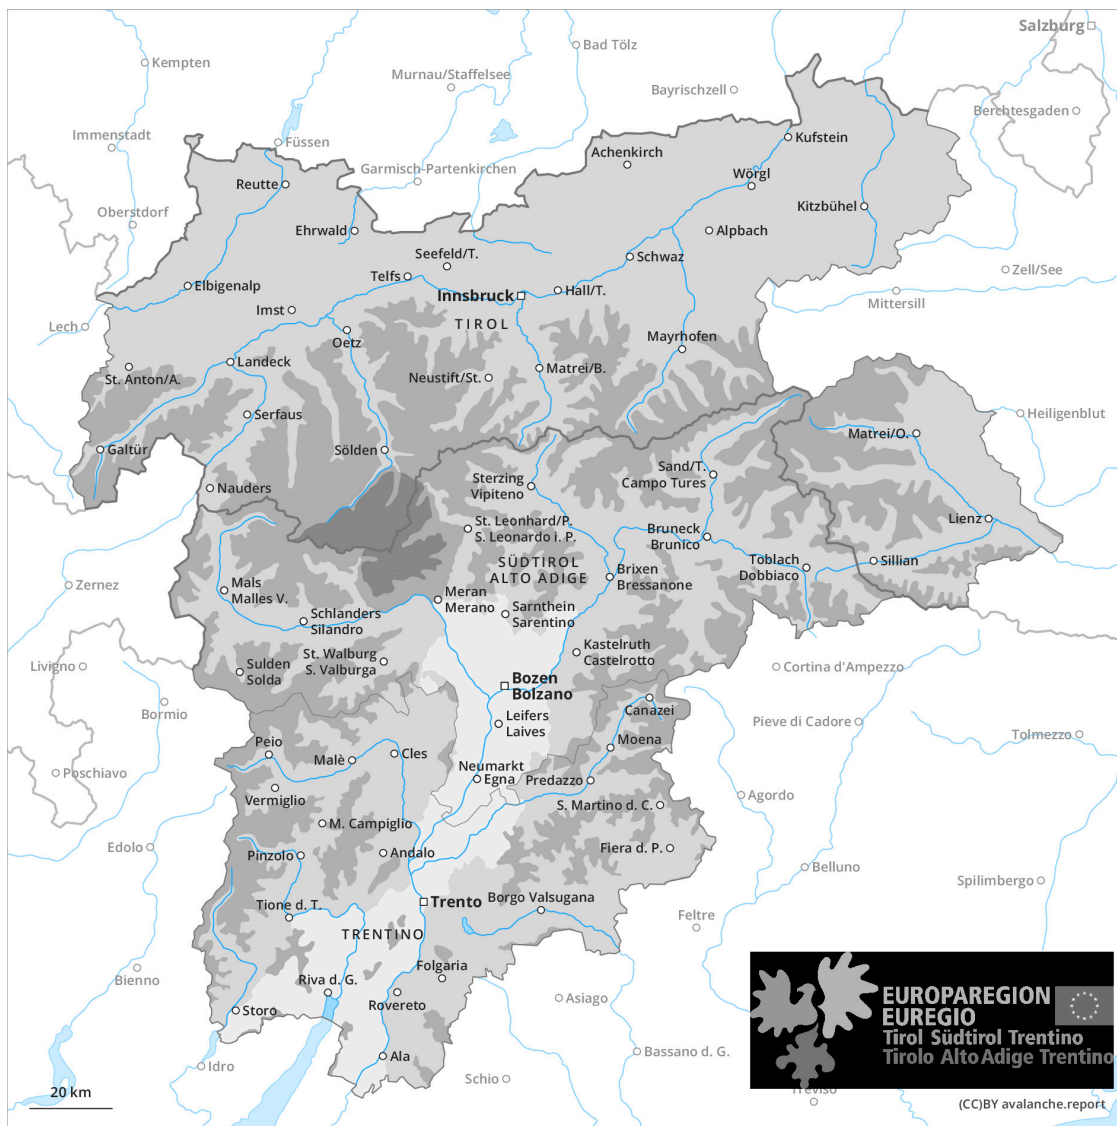 Salzburg
Bad Tölz
Kempten
Murnau/Staffelsee
Bayrischzell
Berchtesgaden
Immenstadt
Füssen
Kufstein
Achenkirch
Garmisch-Partenkirchen
Wörgl
Reutte
Kitzbühel
Oberstdorf
Ehrwald
Alpbach
Seefeld/T.
Schwaz
Zell/See
Telfs
Elbigenalp
Hall/T.
Innsbruck
Mittersill
Imst
TIROL
Lech
Oetz
Mayrhofen
Landeck
Matrei/B.
St. Anton/A.
Neustift/St.
Serfaus
Heiligenblut
Matrei/O.
Galtür
Sölden
Sand/T.
Campo Tures
Sterzing
Vipiteno
Nauders
Lienz
St. Leonhard/P.
S. Leonardo i. P.
Bruneck
Brunico
SÜDTIROL
ALTO ADIGE
Toblach
Dobbiaco
Sillian
Brixen
Bressanone
Zernez
Mals
Malles V.
Meran
Merano
Sarnthein
Sarentino
Schlanders
Silandro
Kastelruth
Castelrotto
St. Walburg
S. Valburga
Livigno
Sulden
Solda
Cortina d'Ampezzo
Bozen
Bolzano
Bormio
Canazei
Leifers
Laives
Pieve di Cadore
Tolmezzo
Peio
Moena
Cles
Malè
Poschiavo
Neumarkt
Egna
Predazzo
Vermiglio
Agordo
S. Martino d. C.
M. Campiglio
Edolo
Fiera d. P.
Andalo
Pinzolo
Belluno
Spilimbergo
Borgo Valsugana
Trento
Tione d. T.
Feltre
TRENTINO
Folgaria
Bienno
Riva d. G.
Asiago
Rovereto
Storo
EUROPAREGION
EUREGIO
Tirol Südtirol Trentino
Tirolo Alto Adige Trentino
Ala
Bassano d. G.
Idro
Schio
Treviso
20 km
(CC)BY avalanche.report